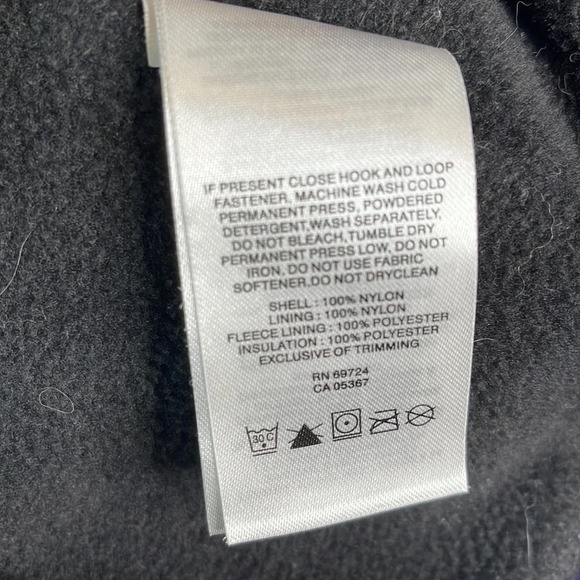 IF PRESENT CLOSE HOOK AND LOOP
FASTENER, MACHINE WASH COLD
PERMANENT PRESS, POWDERED
DETERGENT,WASH SEPARATELY,
DO NOT BLEACH,TUMBLE DRY
PERMANENT PRESS LOW, DO NOT
IRON, DO NOT USE FABRIC
SOFTENER,DO NOT DRYCLEAN
SHELL : 100% NYLON
LINING : 100% NYLON
FLEECE LINING : 100% POLYESTER
INSULATION : 100% POLYESTER
EXCLUSIVE OF TRIMMING
RN 69724
CA 05367
30 C